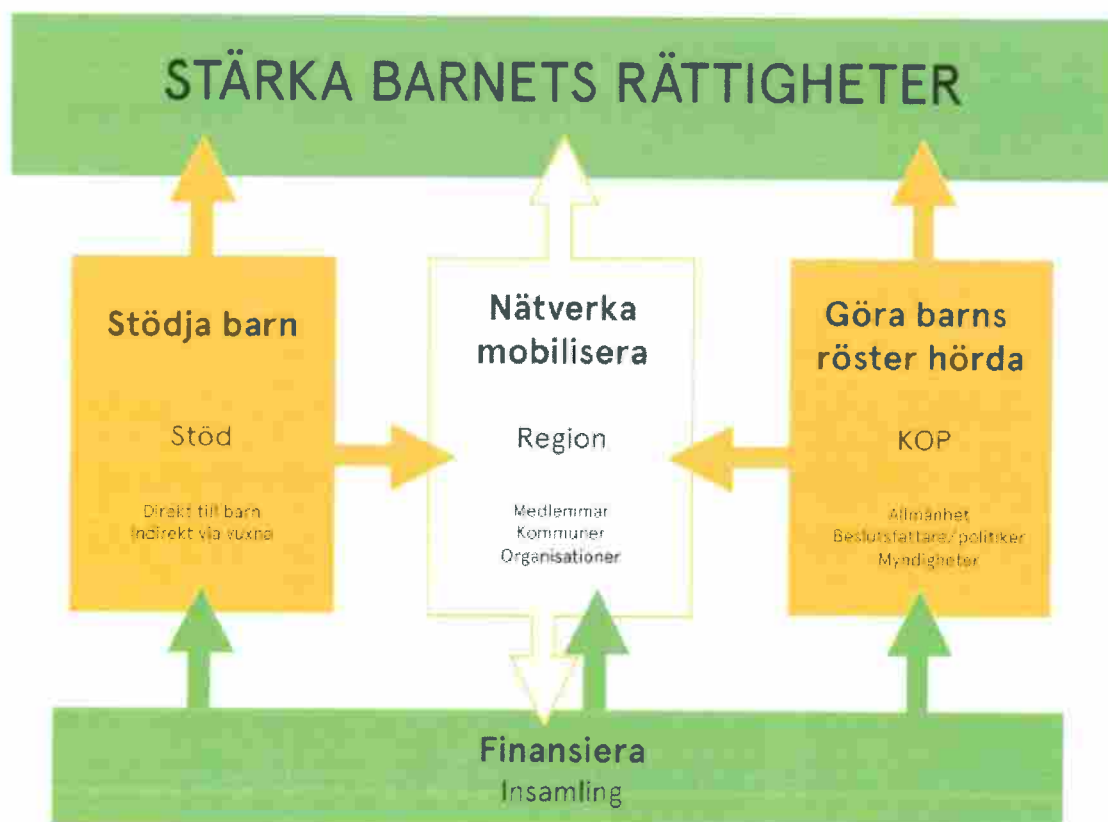 STÄRKA BARNETS RÄTTIGHETER
Stödja barn
Stöd
Direkt till barn
Indirekt via vuxna
Nätverka
mobilisera
Region
Medlemmar
Kommuner
Organisationer
Göra barns
röster hörda
KOP
Allmänhet
Beslutsfattare/politiker
Myndigheter
Finansiera
Insamling